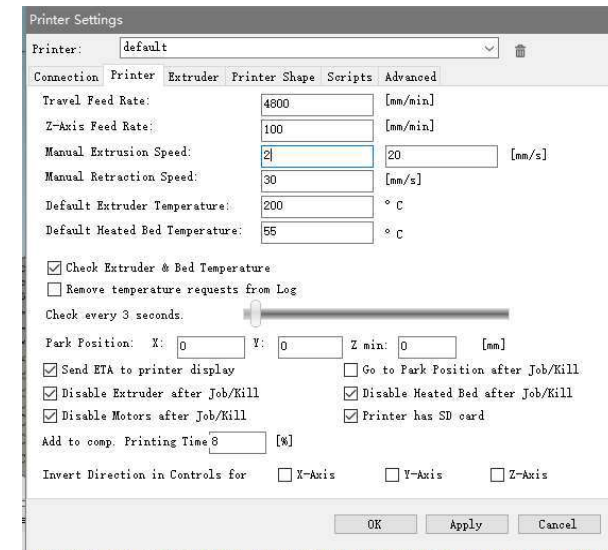 Printer Settings
Printer: default
Connection Printer Extruder Printer Shape Scripts Advanced
Travel Feed Rate: 4800 [mm/min]
Z-Axis Feed Rate: 100 [mm/min]
Manual Extrusion Speed: 2 20 [mm/s]
Manual Retraction Speed: 30 [mm/s]
Default Extruder Temperature: 200 ° C
Default Heated Bed Temperature: 55 ° C
Check Extruder & Bed Temperature
Remove temperature requests from Log
Check every 3 seconds.
Park Position: X: 0 Y: 0 Z min: 0 [mm]
Send ETA to printer display Go to Park Position after Job/Kill
Disable Extruder after Job/Kill Disable Heated Bed after Job/Kill
Disable Motors after Job/Kill Printer has SD card
Add to comp. Printing Time 8 [%]
Invert Direction in Controls for X-Axis Y-Axis Z-Axis
OK Apply Cancel